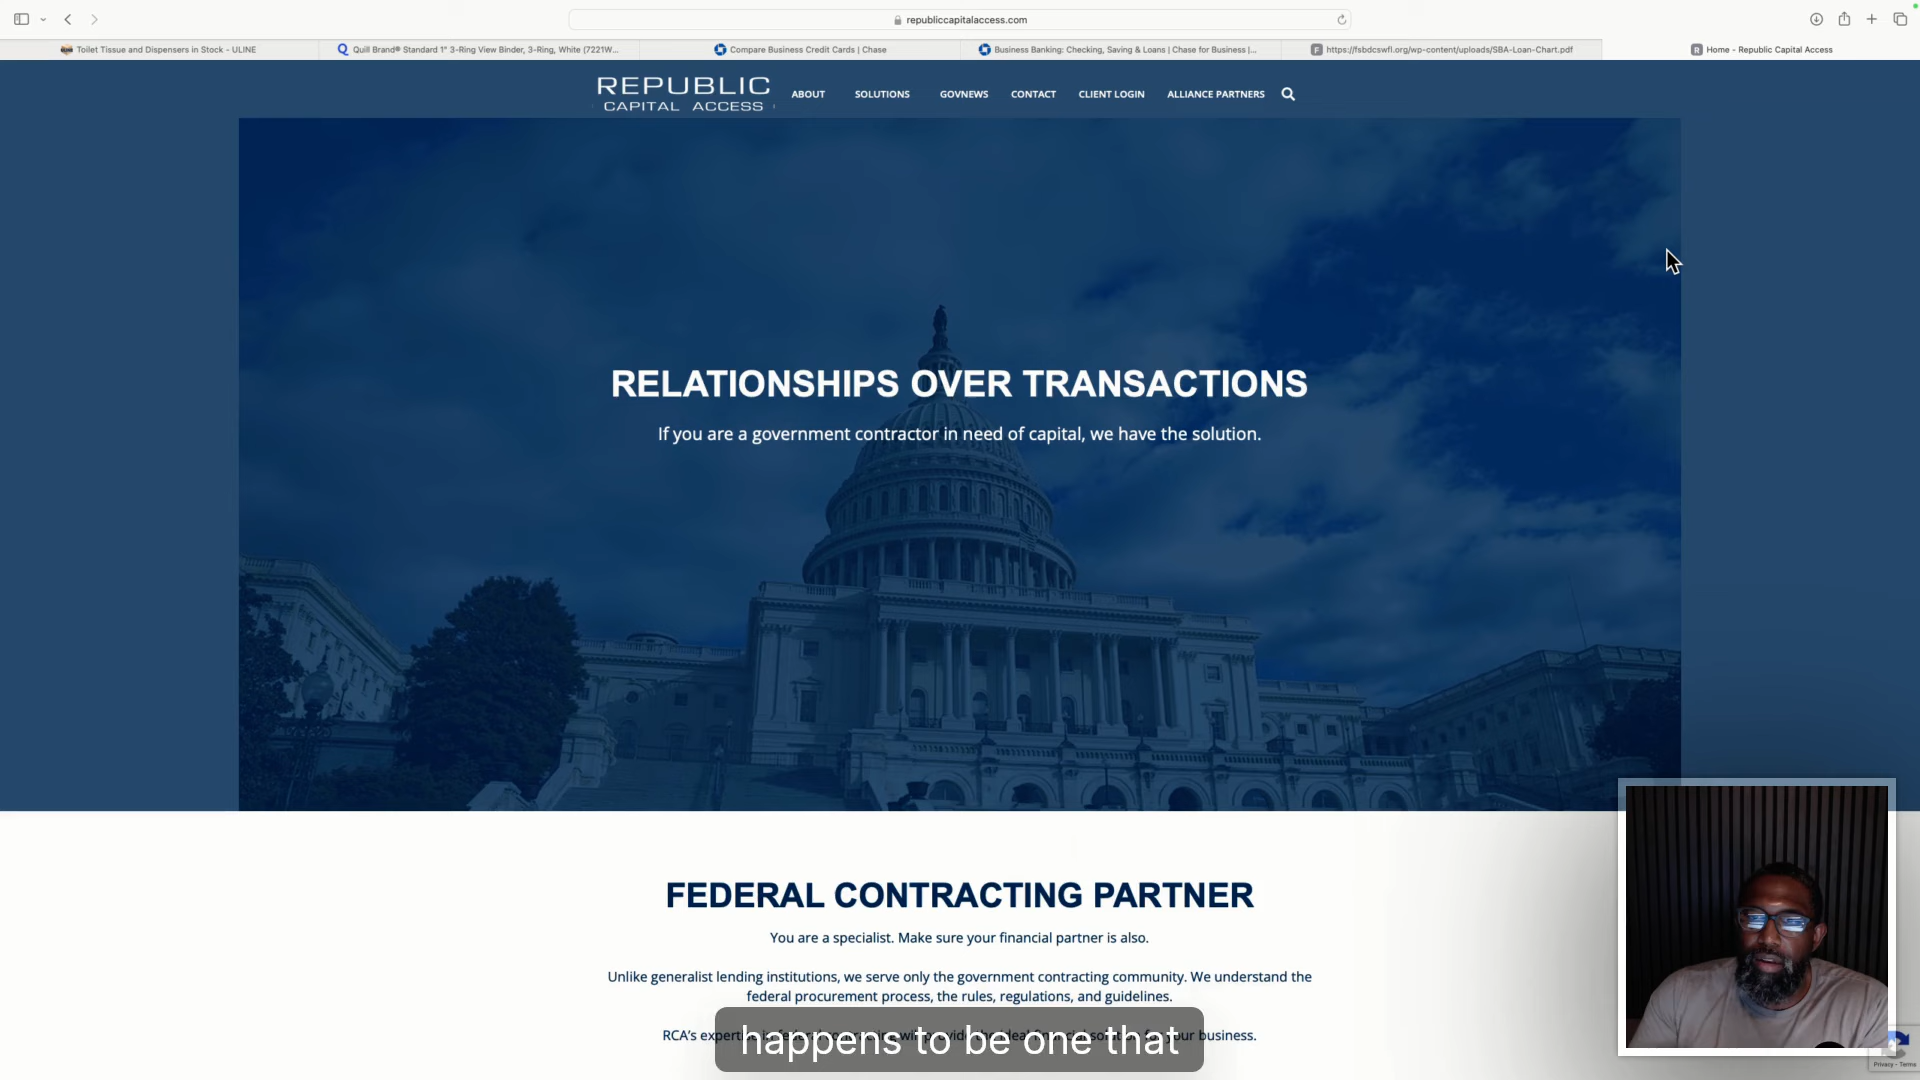 republiccapitalaccess.com
Toilet Tissue and Dispensers in Stock - ULINE
Quill Brand® Standard 1" 3-Ring View Binder, 3-Ring, White (7221W...
Compare Business Credit Cards | Chase
Business Banking: Checking, Saving & Loans | Chase for Business |...
https://fsbdcswfl.org/wp-content/uploads/SBA-Loan-Chart.pdf
Home - Republic Capital Access
REPUBLIC
CAPITAL ACCESS
ABOUT
SOLUTIONS
GOVNEWS
CONTACT
CLIENT LOGIN
ALLIANCE PARTNERS
RELATIONSHIPS OVER TRANSACTIONS
If you are a government contractor in need of capital, we have the solution.
FEDERAL CONTRACTING PARTNER
You are a specialist. Make sure your financial partner is also.
Unlike generalist lending institutions, we serve only the government contracting community. We understand the
federal procurement process, the rules, regulations, and guidelines.
RCA's business.
happens to be one that
Privacy - Terms